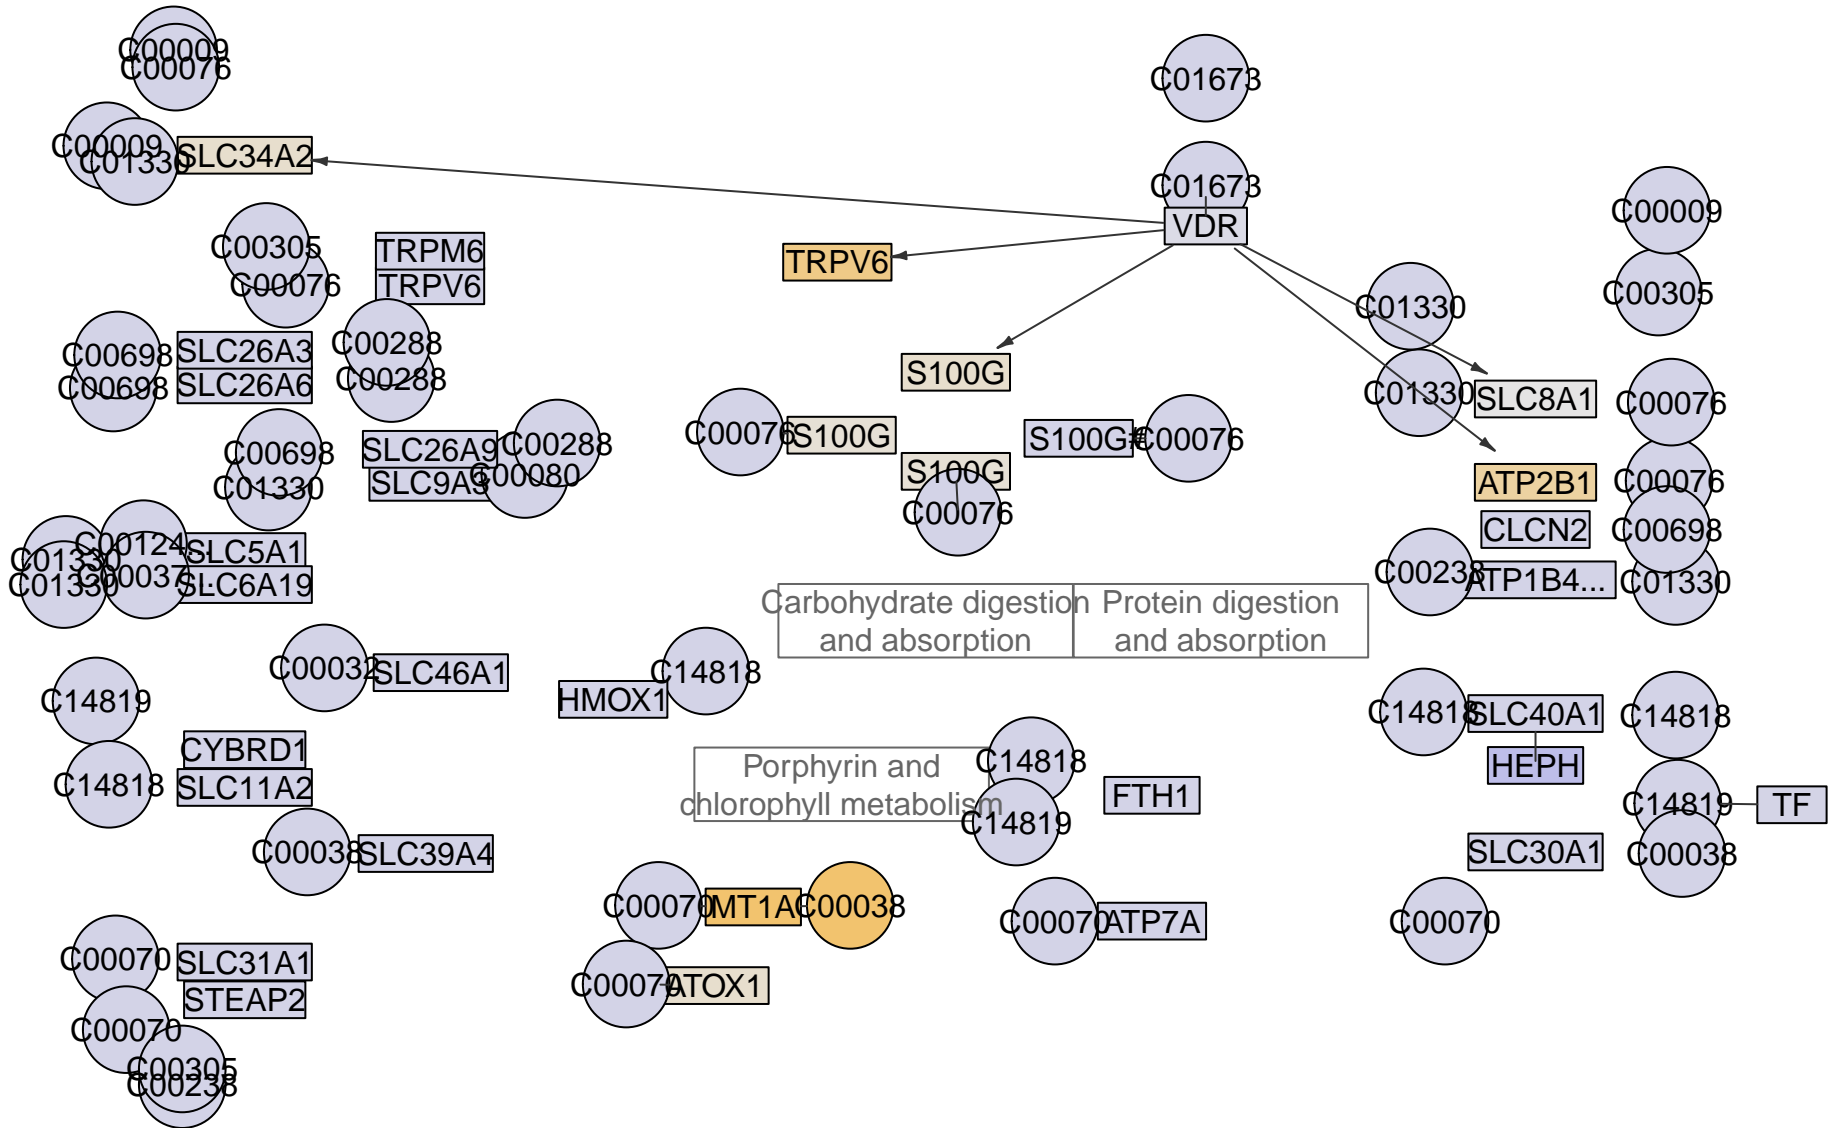 C00009
C00076
C01673
C00009
C01330
SLC34A2
C01673
VDR
C00009
C00305
TRPM6
C00076
TRPV6
TRPV6
C01330
C00305
C00698
SLC26A3
C00288
C00698
SLC26A6
C00288
S100G
C01330
SLC8A1
C00076
C00698
SLC26A9
C00288
C00076
S100G
S100G#
C00076
C01330
SLC9A3
C00080
S100G
C00076
ATP2B1
C00076
CLCN2
C00698
C01330
C00124...
SLC5A1
C01330
C00037...
SLC6A19
C00238
ATP1B4...
C01330
Carbohydrate digestion
and absorption
Protein digestion
and absorption
C00032
SLC46A1
C14818
HMOX1
C14819
C14818
SLC40A1
C14818
CYBRD1
C14818
SLC11A2
Porphyrin and
chlorophyll metabolism
C14818
C14819
FTH1
HEPH
C14819
TF
C00038
SLC39A4
SLC30A1
C00038
C00070
MT1A
C00038
C00070
ATP7A
C00070
C00070
SLC31A1
STEAP2
C00070
ATOX1
C00070
C00305
C00238